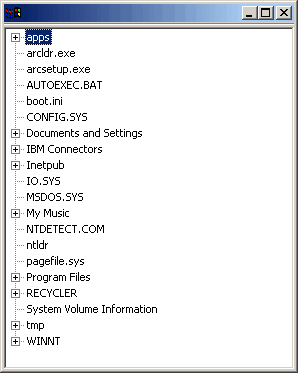 apps
arcldr.exe
arcsetup.exe
AUTOEXEC.BAT
boot.ini
CONFIG.SYS
Documents and Settings
IBM Connectors
Inetpub
IO.SYS
MSDOS.SYS
My Music
NTDETECT.COM
ntldr
pagefile.sys
Program Files
RECYCLER
System Volume Information
tmp
WINNT